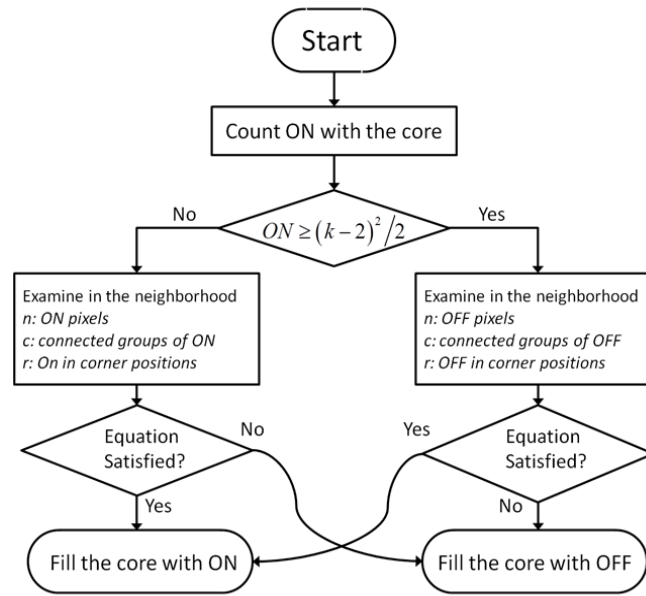 Start
Count ON with the core
ON ≥ (k − 2)²/2
No
Yes
Examine in the neighborhood
n: ON pixels
c: connected groups of ON
r: On in corner positions
Examine in the neighborhood
n: OFF pixels
c: connected groups of OFF
r: OFF in corner positions
Equation
Satisfied?
No
Yes
Equation
Satisfied?
Yes
No
Fill the core with ON
Fill the core with OFF